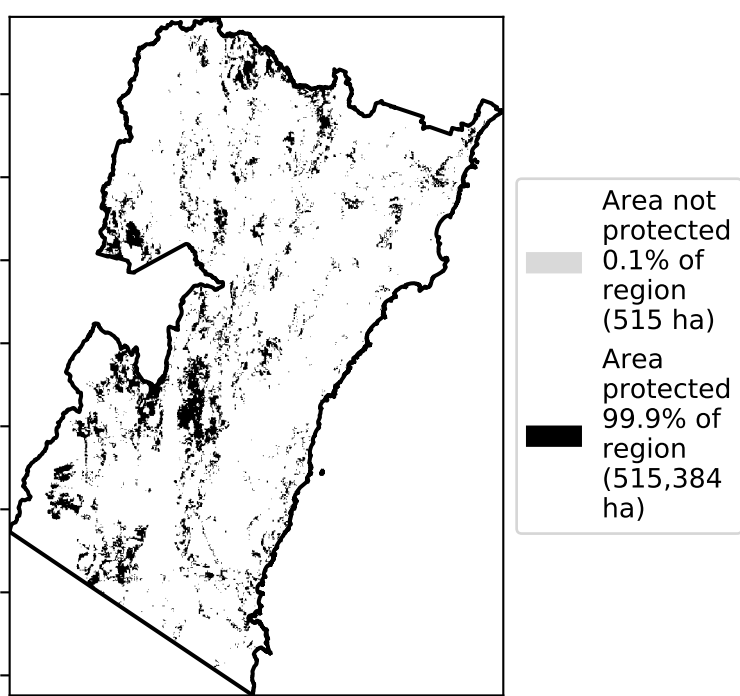 Area not
protected
0.1% of
region
(515 ha)
Area
protected
99.9% of
region
(515,384
ha)